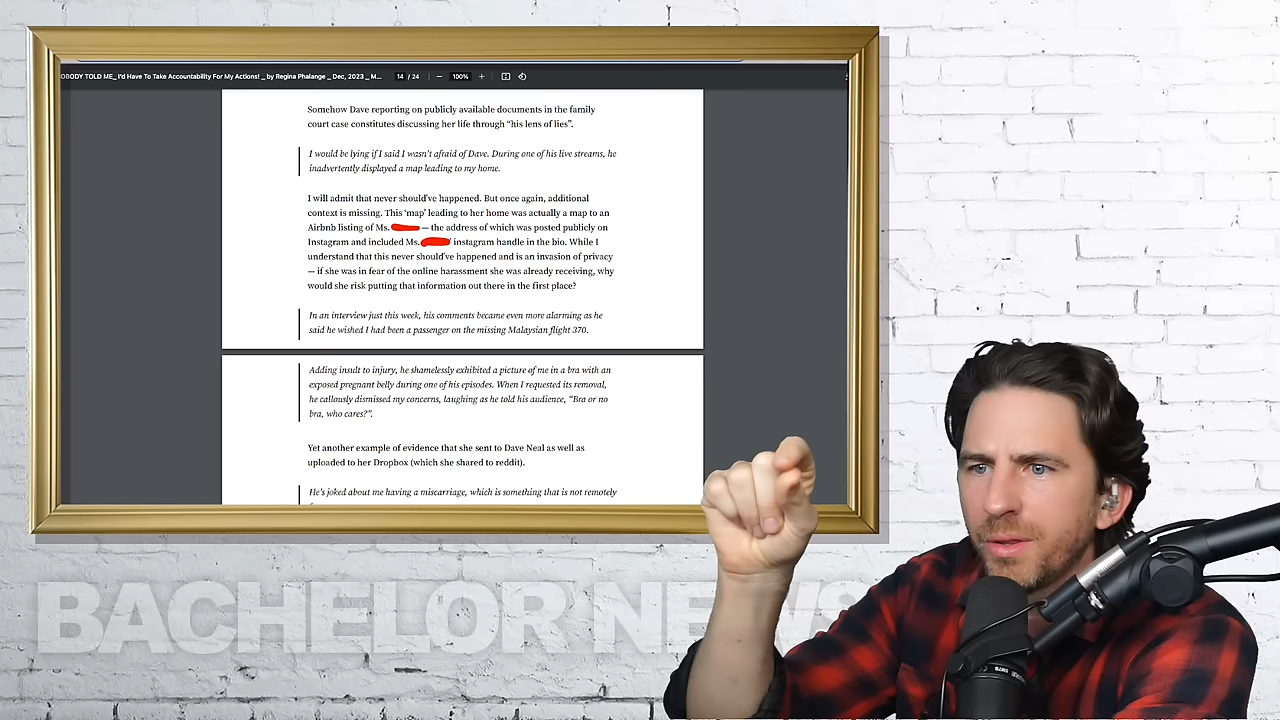 OBODY TOLD ME_ I'd Have To Take Accountability For My Actions! _ by Regina Phalange _ Dec, 2023 _ M... 14 / 24 100%
Somehow Dave reporting on publicly available documents in the family
court case constitutes discussing her life through “his lens of lies”.
I would be lying if I said I wasn't afraid of Dave. During one of his live streams, he
inadvertently displayed a map leading to my home.
I will admit that never should've happened. But once again, additional
context is missing. This ‘map’ leading to her home was actually a map to an
Airbnb listing of Ms. — the address of which was posted publicly on
Instagram and included Ms. instagram handle in the bio. While I
understand that the never should've happened and is an invasion of privacy
— if she was in fear of the online harassment she was already receiving, why
would she risk putting that information out there in the first place?
In an interview just this week, his comments became even more alarming as he
said he wished I had been a passenger on the missing Malaysian flight 370.
Adding insult to injury, he shamelessly exhibited a picture of me in a bra with an
exposed pregnant belly during one of his episodes. When I requested its removal,
he callously dismissed my concerns, laughing as he told his audience, “Bra or no
bra, who cares?”.
Yet another example of evidence that she sent to Dave Neal as well as
uploaded to her Dropbox (which she shared to reddit).
He's joked about me having a miscarriage, which is something that is not remotely
BACHELOR NEWS